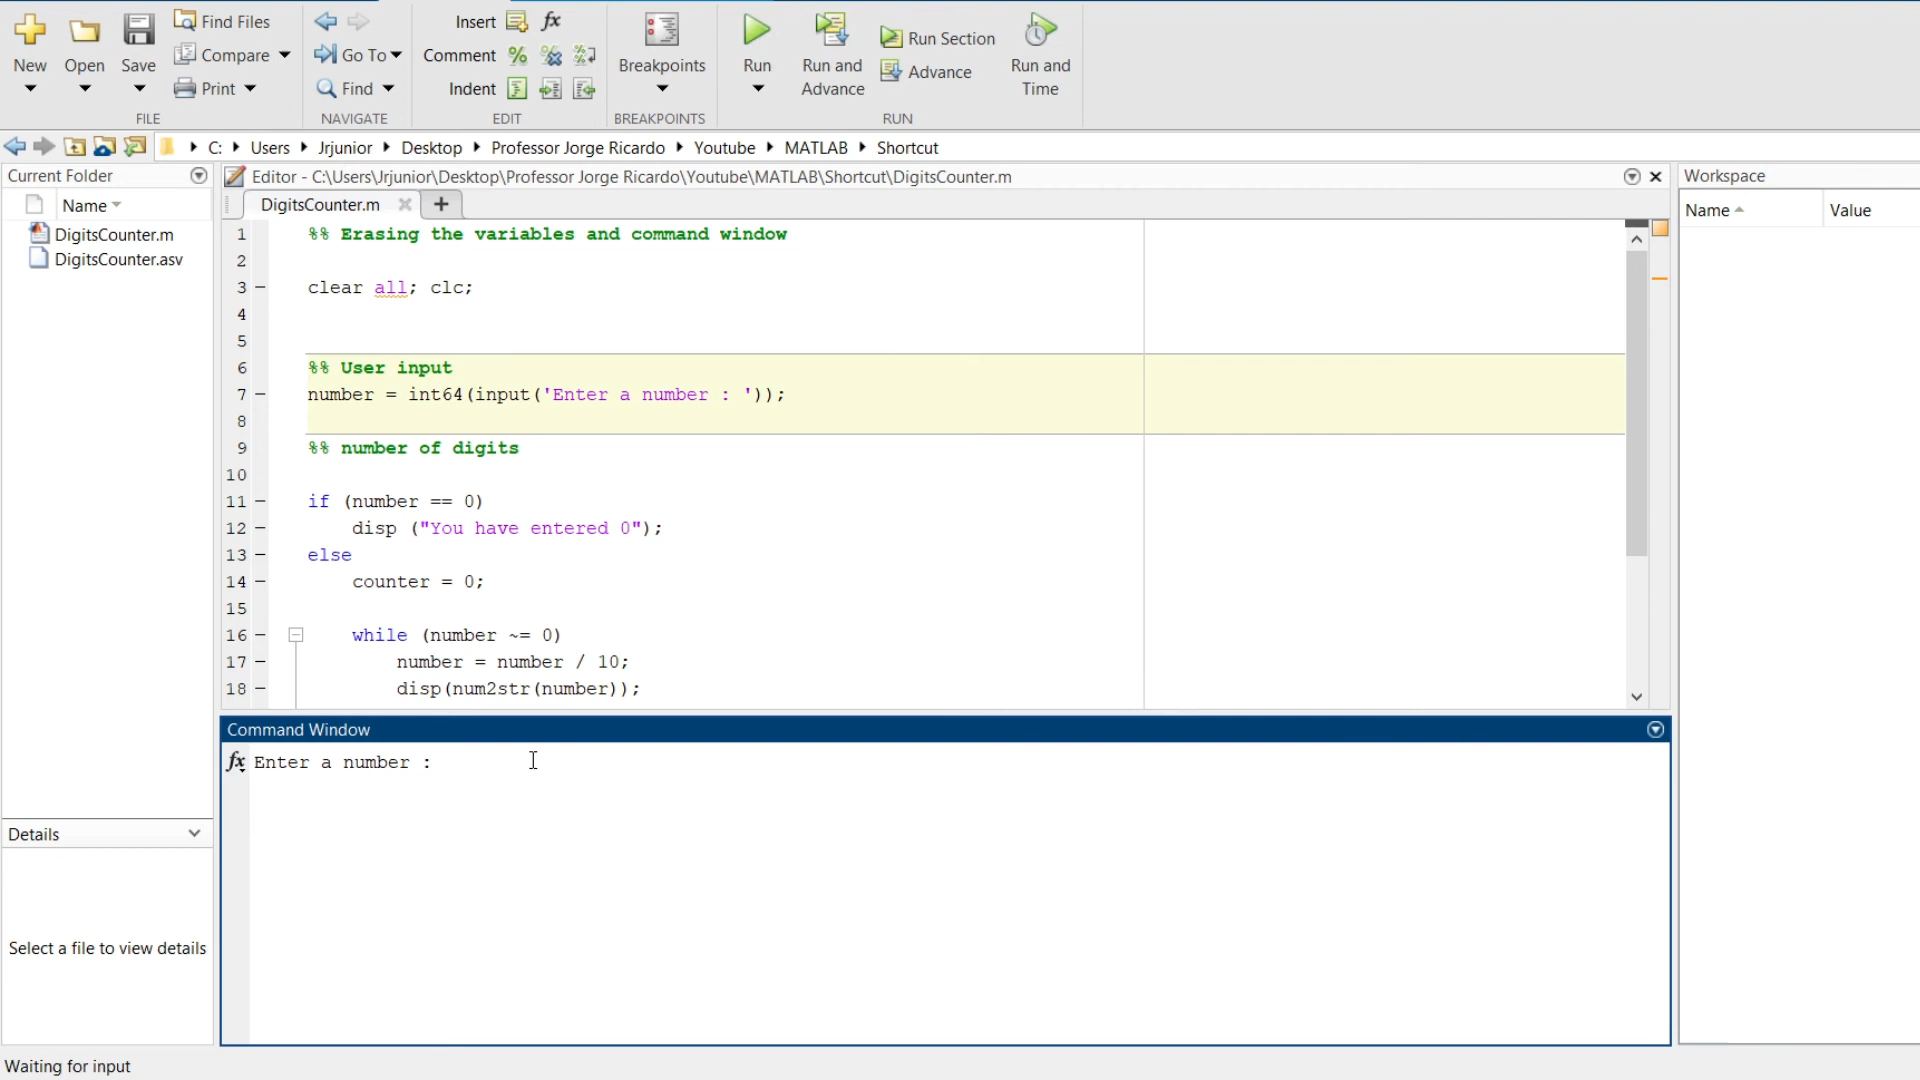 New
Open
Save
Find Files
Compare
Print
FILE
Go To
Find
NAVIGATE
Insert fx
Comment
Indent
EDIT
Breakpoints
BREAKPOINTS
Run
Run and Advance
Run Section
Advance
Run and Time
RUN
C: Users Jrjunior Desktop Professor Jorge Ricardo Youtube MATLAB Shortcut
Current Folder
Name
DigitsCounter.m
DigitsCounter.asv
Details
Select a file to view details
Editor - C:\Users\Jrjunior\Desktop\Professor Jorge Ricardo\Youtube\MATLAB\Shortcut\DigitsCounter.m
DigitsCounter.m
1 %% Erasing the variables and command window
2
3 clear all; clc;
4
5
6 %% User input
7 number = int64(input('Enter a number : '));
8
9 %% number of digits
10
11 if (number == 0)
12 disp ("You have entered 0");
13 else
14 counter = 0;
15
16 while (number ~= 0)
17 number = number / 10;
18 disp(num2str(number));
Command Window
fx Enter a number :
Workspace
Name Value
Waiting for input